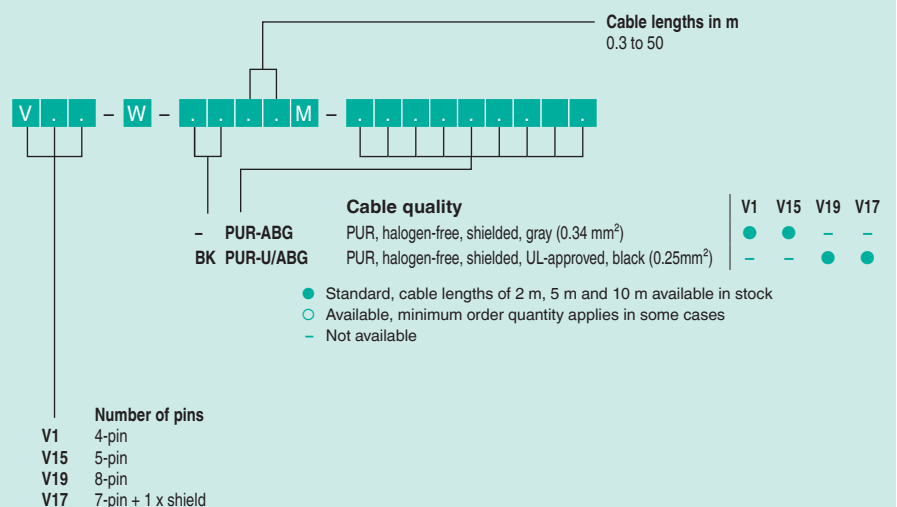 Cable lengths in m
0.3 to 50
V . . – W – . . . . M – . . . . . . . . .
Cable quality V1 V15 V19 V17
– PUR-ABG PUR, halogen-free, shielded, gray (0.34 mm²) ● ● – –
BK PUR-U/ABG PUR, halogen-free, shielded, UL-approved, black (0.25mm²) – – ● ●
● Standard, cable lengths of 2 m, 5 m and 10 m available in stock
○ Available, minimum order quantity applies in some cases
– Not available
Number of pins
V1 4-pin
V15 5-pin
V19 8-pin
V17 7-pin + 1 x shield